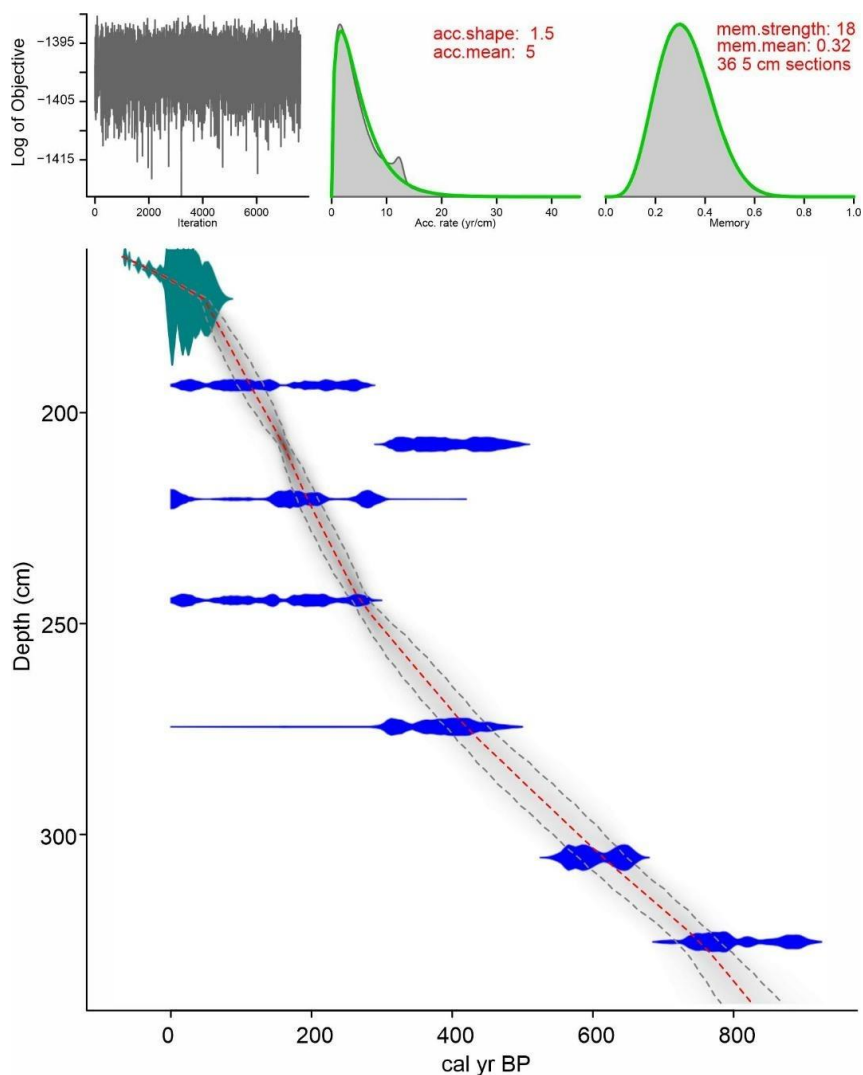 Log of Objective
−1395
−1405
−1415
0 2000 4000 6000
Iteration
acc.shape: 1.5
acc.mean: 5
0 10 20 30 40
Acc. rate (yr/cm)
mem.strength: 18
mem.mean: 0.32
36 5 cm sections
0.0 0.2 0.4 0.6 0.8 1.0
Memory
Depth (cm)
200
250
300
0 200 400 600 800
cal yr BP